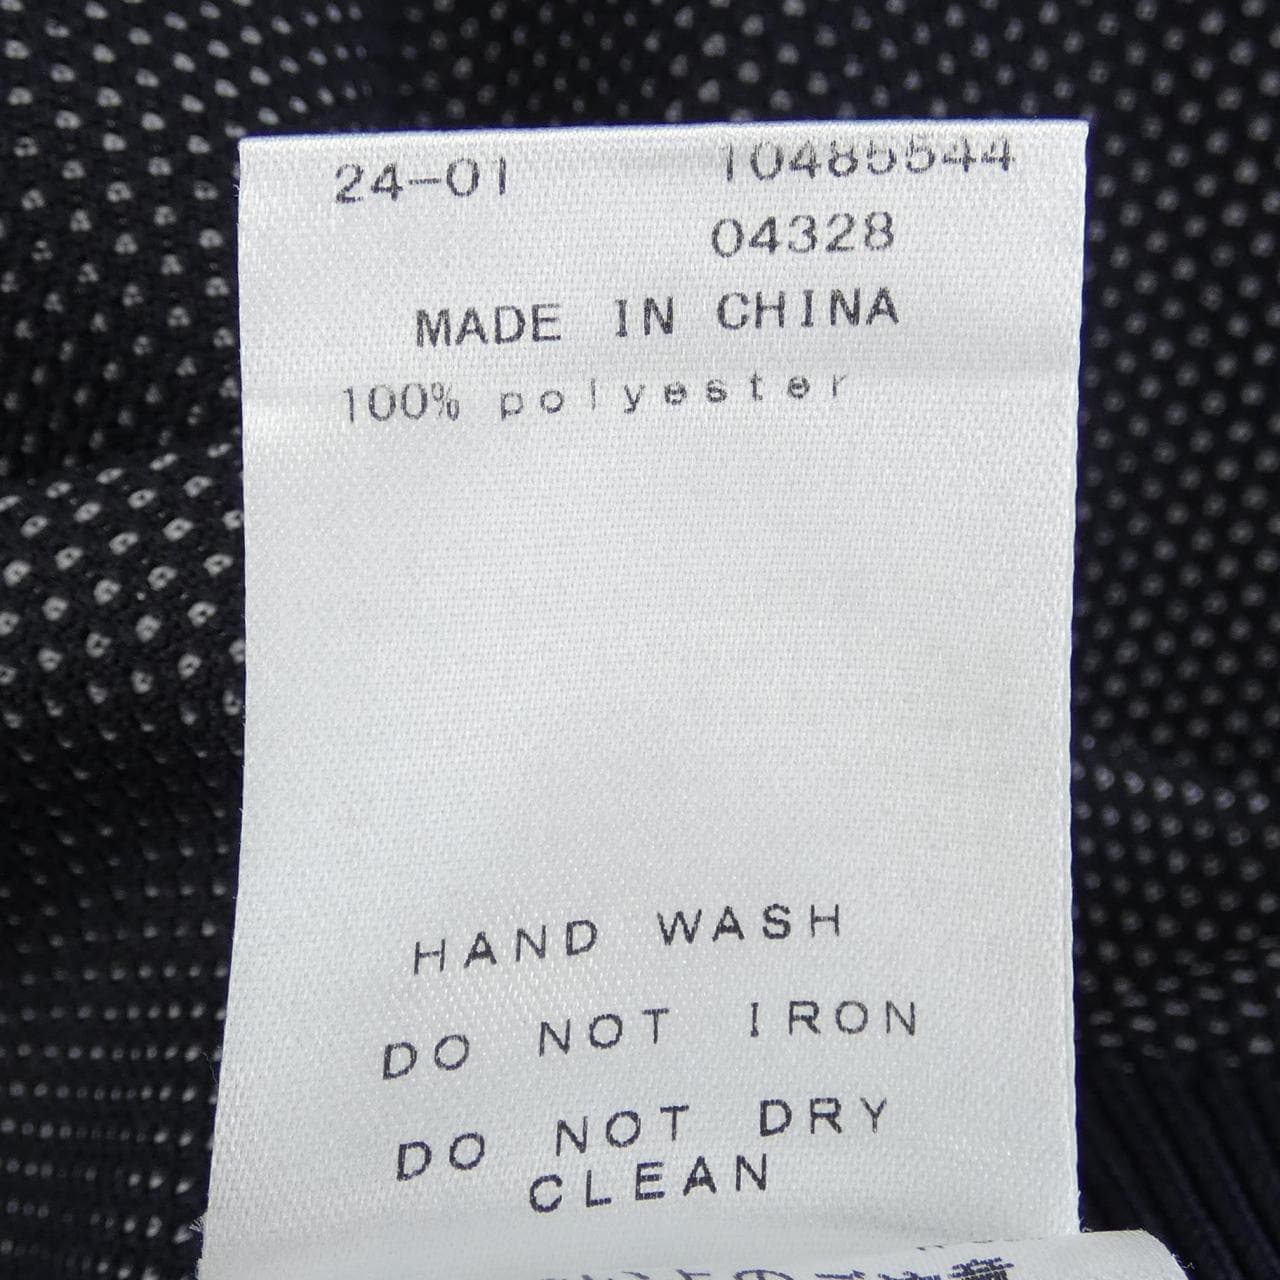 24-01 10485544
04328
MADE IN CHINA
100% polyester
HAND WASH
DO NOT IRON
DO NOT DRY
CLEAN